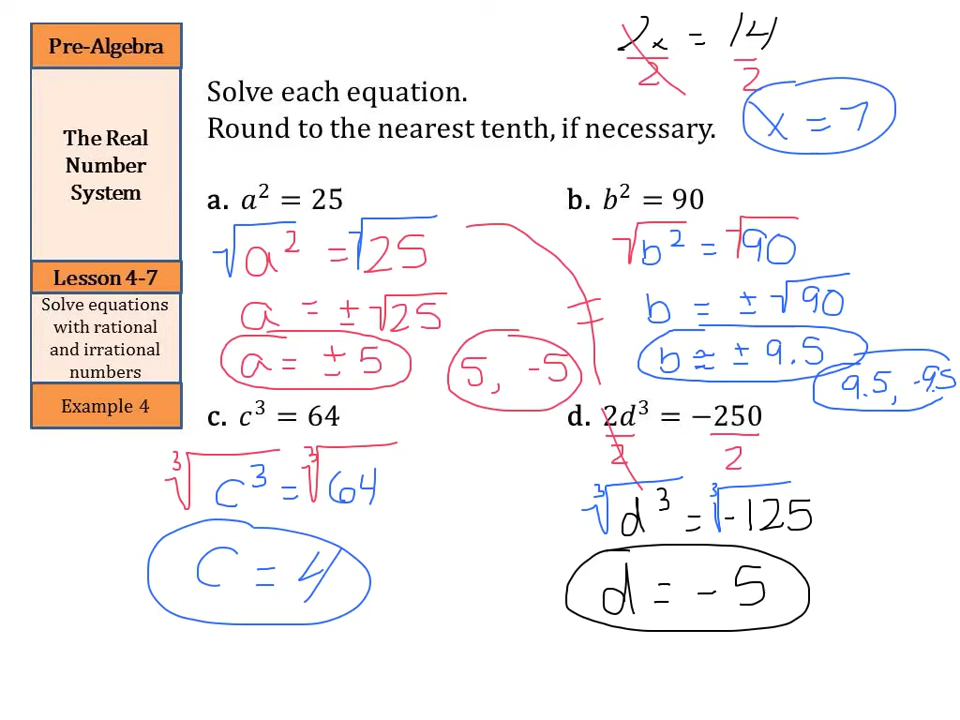 Pre-Algebra
The Real
Number
System
Lesson 4-7
Solve equations
with rational
and irrational
numbers
Example 4
2x = 14
2 2
x = 7
Solve each equation.
Round to the nearest tenth, if necessary.
a. a² = 25
√a² = √25
a = ±√25
a = ±5
5, -5
b. b² = 90
√b² = √90
b = ±√90
b ≈ ±9.5
9.5, -9.5
c. c³ = 64
∛c³ = ∛64
c = 4
d. 2d³ = −250
2 2
∛d³ = ∛-125
d = -5